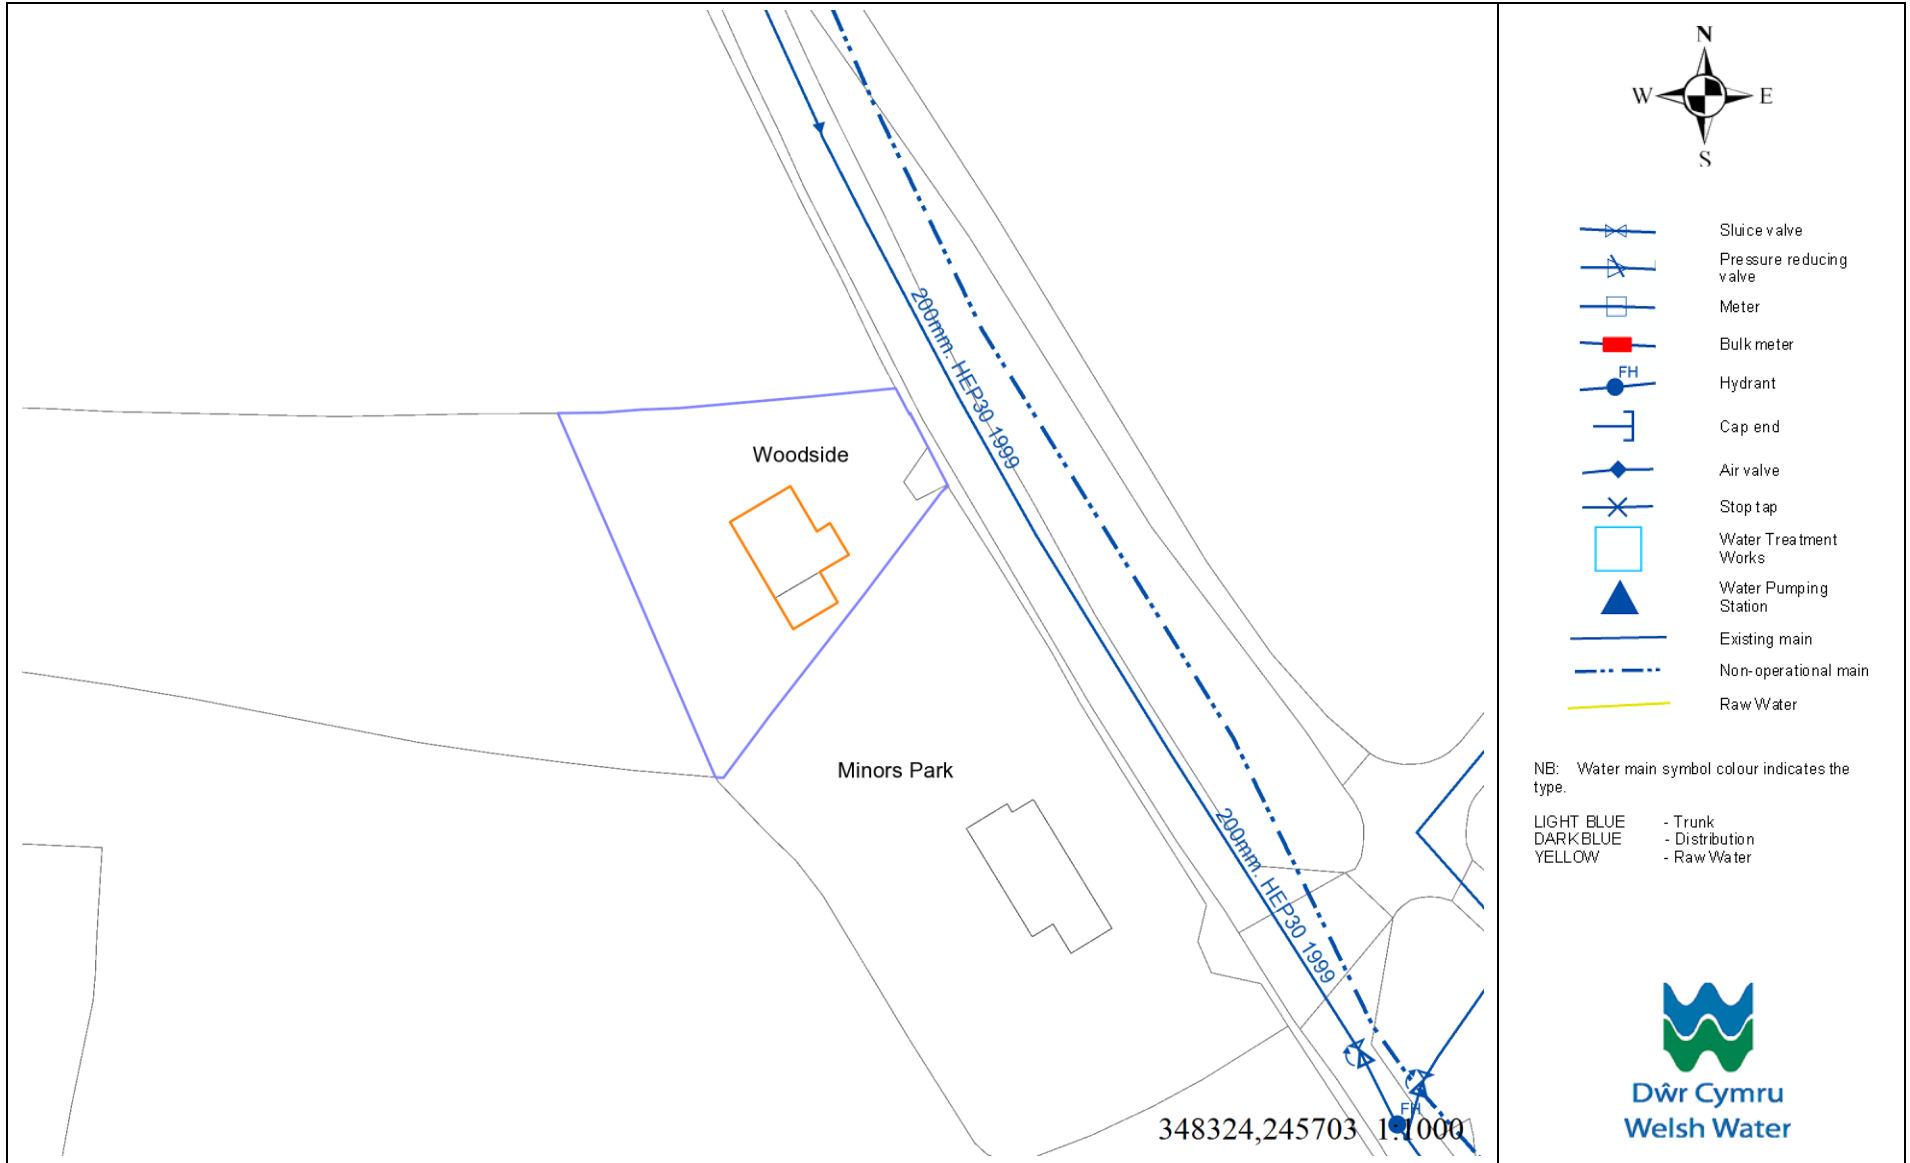 200mm. HEP30 1999
Woodside
Minors Park
200mm. HEP30 1999
FH
348324,245703 1:1000
N
W E
S
Sluice valve
Pressure reducing
valve
Meter
Bulk meter
FH
Hydrant
Cap end
Air valve
Stop tap
Water Treatment
Works
Water Pumping
Station
Existing main
Non-operational main
Raw Water
NB: Water main symbol colour indicates the
type.
LIGHT BLUE - Trunk
DARK BLUE - Distribution
YELLOW - Raw Water
Dŵr Cymru
Welsh Water